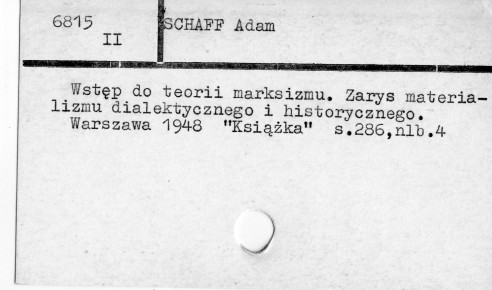 6815 SCHAFF Adam
II
Wstęp do teorii marksizmu. Zarys materia-
lizmu dialektycznego i historycznego.
Warszawa 1948 "Książka" s.286,nlb.4